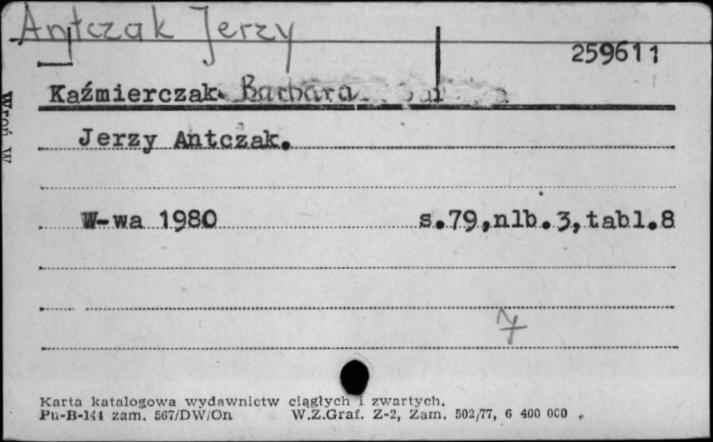 Antczak Jerzy
259611
Kaźmierczak Barbara
Jerzy Antczak.
W-wa 1980 s.79,nlb.3,tabl.8
7
Karta katalogowa wydawnictw ciągłych i zwartych.
Pu-B-144 zam. 567/DW/On W.Z.Graf. Z-2, Zam. 502/77, 6 400 000